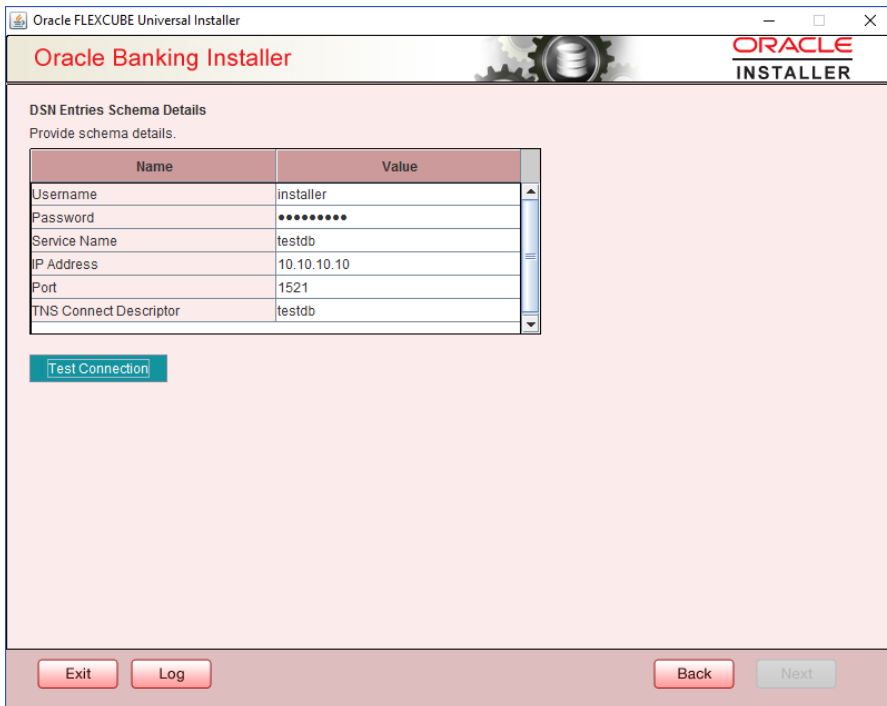 Oracle FLEXCUBE Universal Installer
Oracle Banking Installer
ORACLE
INSTALLER
DSN Entries Schema Details
Provide schema details.
Name Value
Username installer
Password •••••••••
Service Name testdb
IP Address 10.10.10.10
Port 1521
TNS Connect Descriptor testdb
Test Connection
Exit Log Back Next